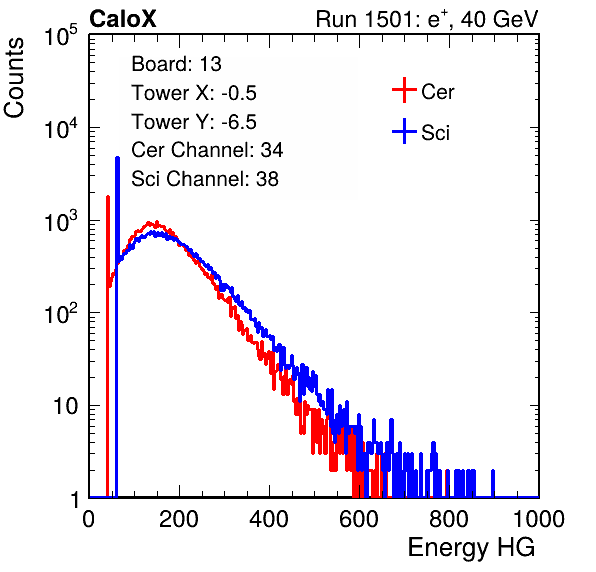 CaloX Run 1501: e⁺, 40 GeV
Counts
10⁵
10⁴
10³
10²
10
1
Board: 13
Tower X: -0.5
Tower Y: -6.5
Cer Channel: 34
Sci Channel: 38
Cer
Sci
0 200 400 600 800 1000
Energy HG